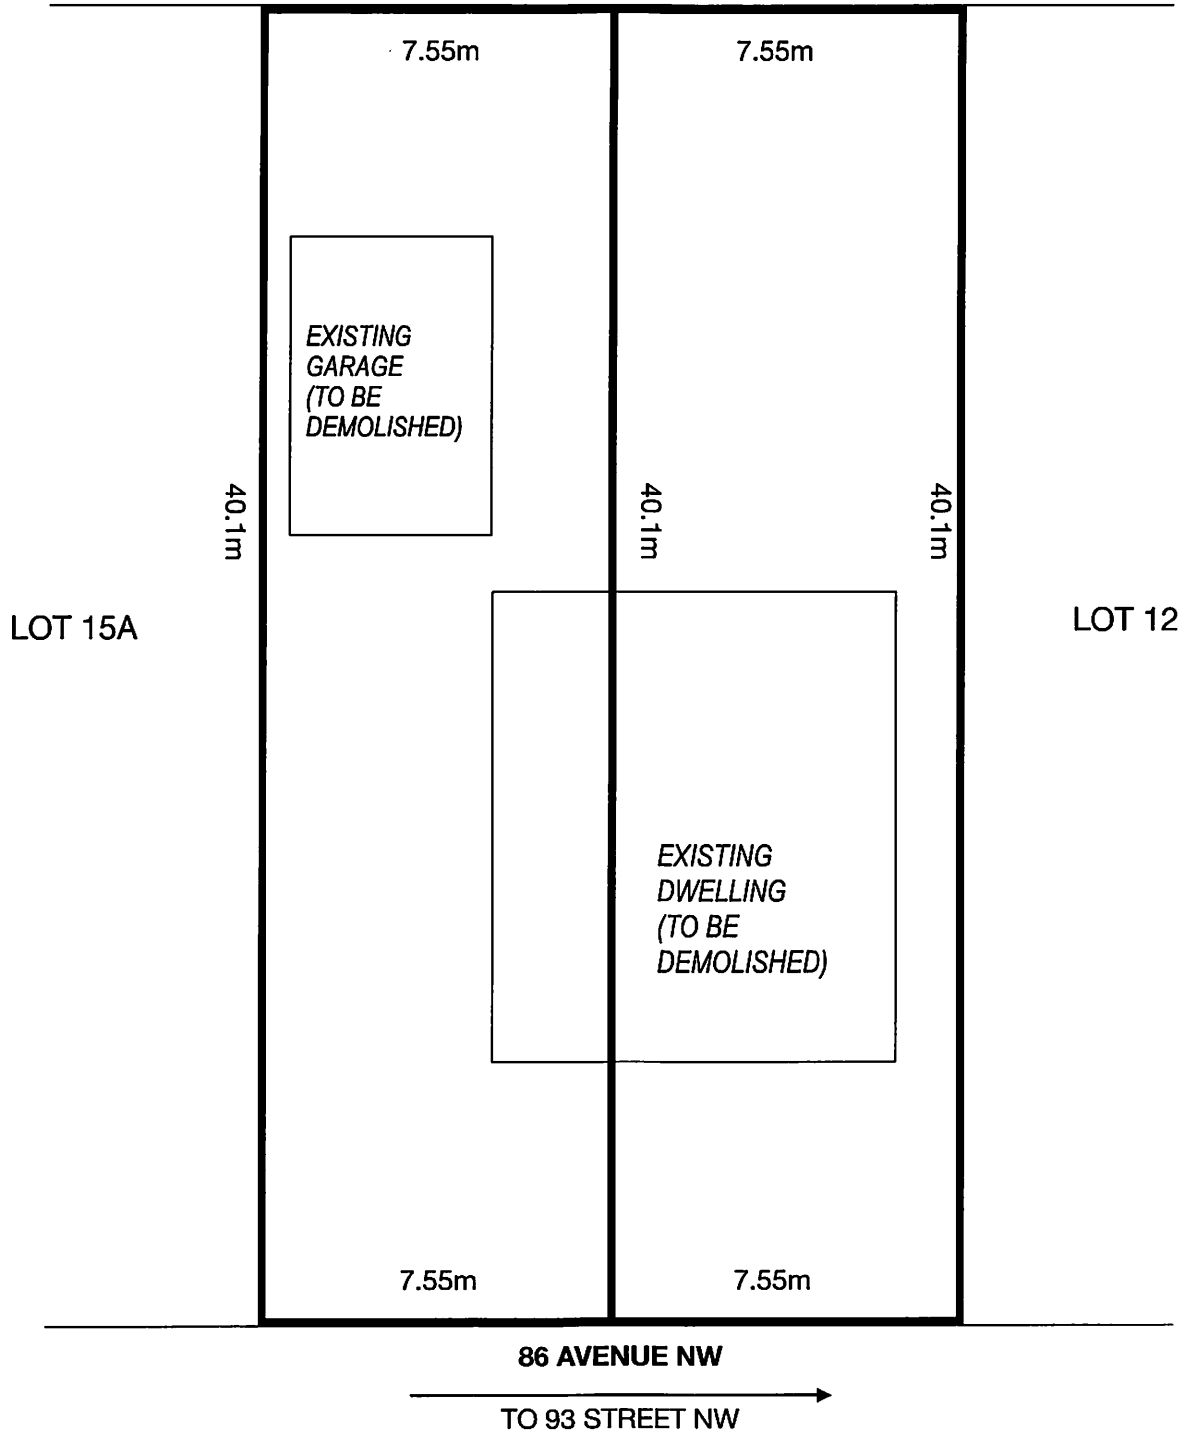 7.55m
7.55m
EXISTING
GARAGE
(TO BE
DEMOLISHED)
40.1m
40.1m
40.1m
LOT 15A
LOT 12
EXISTING
DWELLING
(TO BE
DEMOLISHED)
7.55m
7.55m
86 AVENUE NW
TO 93 STREET NW